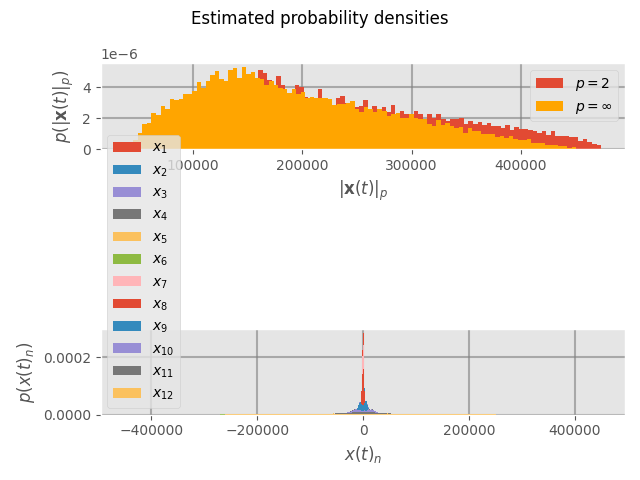 Estimated probability densities
1e−6
p(|x(t)|ₚ)
4
2
0
p = 2
p = ∞
100000 200000 300000 400000
|x(t)|ₚ
x₁
x₂
x₃
x₄
x₅
x₆
x₇
x₈
x₉
x₁₀
x₁₁
x₁₂
p(x(t)ₙ)
0.0002
0.0000
−400000 −200000 0 200000 400000
x(t)ₙ